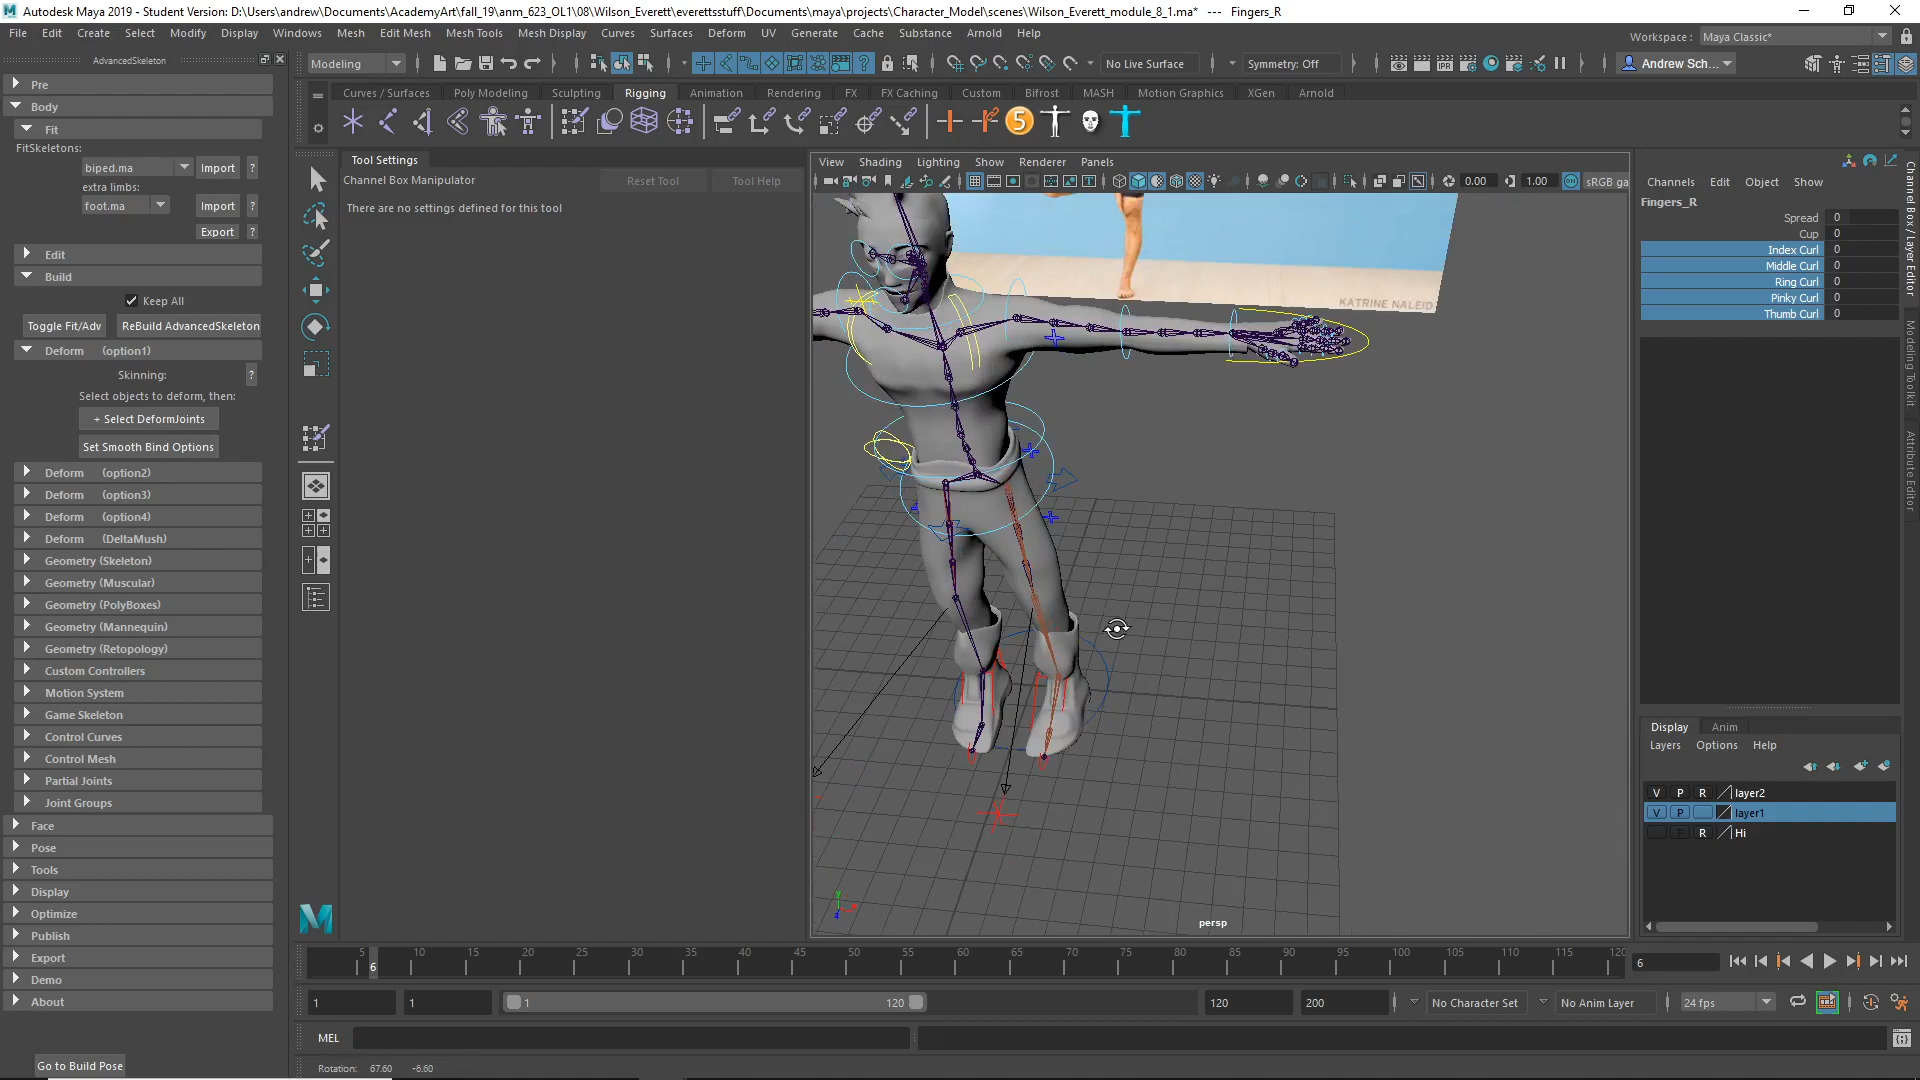 Autodesk Maya 2019 - Student Version: D:\Users\andrew\Documents\AcademyArt\fall_19\anm_623_OL1\08\Wilson_Everett\everettsstuff\Documents\maya\projects\Character_Model\scenes\Wilson_Everett_module_8_1.ma* --- Fingers_R
File Edit Create Select Modify Display Windows Mesh Edit Mesh Mesh Tools Mesh Display Curves Surfaces Deform UV Generate Cache Substance Arnold Help
Workspace : Maya Classic*
AdvancedSkeleton
Modeling
No Live Surface
Symmetry: Off
Andrew Sch...
Pre
Body
Fit
FitSkeletons:
biped.ma Import ?
extra limbs:
foot.ma Import ?
Export ?
Edit
Build
Keep All
Toggle Fit/Adv ReBuild AdvancedSkeleton
Deform (option1)
Skinning: ?
Select objects to deform, then:
+ Select DeformJoints
Set Smooth Bind Options
Deform (option2)
Deform (option3)
Deform (option4)
Deform (DeltaMush)
Geometry (Skeleton)
Geometry (Muscular)
Geometry (PolyBoxes)
Geometry (Mannequin)
Geometry (Retopology)
Custom Controllers
Motion System
Game Skeleton
Control Curves
Control Mesh
Partial Joints
Joint Groups
Face
Pose
Tools
Display
Optimize
Publish
Export
Demo
About
Go to Build Pose
Curves / Surfaces Poly Modeling Sculpting Rigging Animation Rendering FX FX Caching Custom Bifrost MASH Motion Graphics XGen Arnold
5
IPR
Tool Settings
Channel Box Manipulator Reset Tool Tool Help
There are no settings defined for this tool
View Shading Lighting Show Renderer Panels
0.00 1.00 ON sRGB ga
KATRINE NALEID
persp
y
Channels Edit Object Show
Fingers_R
Spread 0
Cup 0
Index Curl 0
Middle Curl 0
Ring Curl 0
Pinky Curl 0
Thumb Curl 0
Channel Box / Layer Editor
Modeling Toolkit
Attribute Editor
Display Anim
Layers Options Help
V P R layer2
V P layer1
P R Hi
5 6 10 15 20 25 30 35 40 45 50 55 60 65 70 75 80 85 90 95 100 105 110 115 120
6
1 1 1 120 120 200 No Character Set No Anim Layer 24 fps
MEL
Rotation: 67.60 -6.60